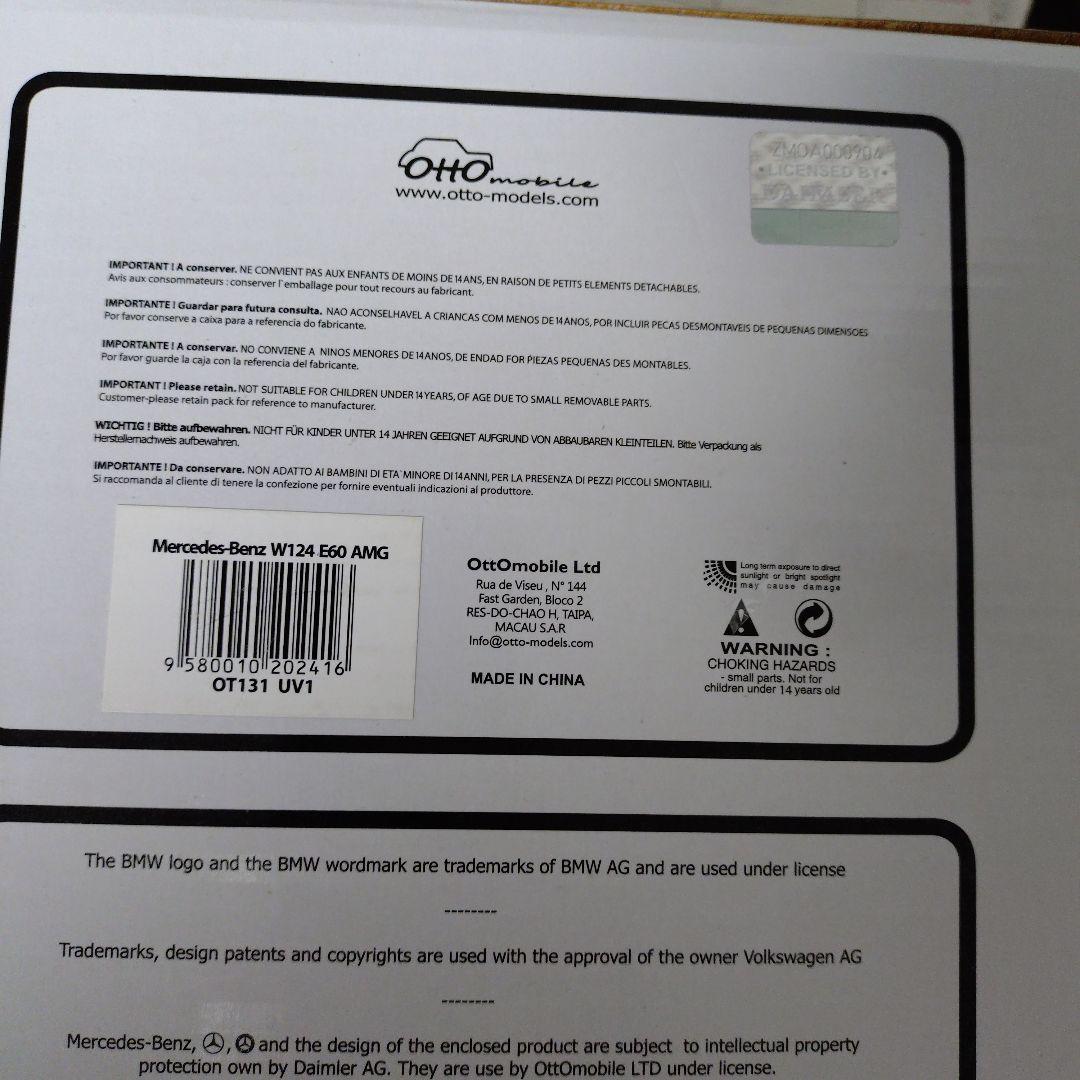 OttO mobile
www.otto-models.com
ZMOA000904
•LICENSED BY•
DAIMLER
IMPORTANT ! A conserver. NE CONVIENT PAS AUX ENFANTS DE MOINS DE 14 ANS, EN RAISON DE PETITS ELEMENTS DETACHABLES.
Avis aux consommateurs : conserver l'emballage pour tout recours au fabricant.
IMPORTANTE ! Guardar para futura consulta. NAO ACONSELHAVEL A CRIANCAS COM MENOS DE 14 ANOS, POR INCLUIR PECAS DESMONTAVEIS DE PEQUENAS DIMENSOES
Por favor conserve a caixa para a referencia do fabricante.
IMPORTANTE ! A conservar. NO CONVIENE A NINOS MENORES DE 14 ANOS, DE ENDAD FOR PIEZAS PEQUENAS DES MONTABLES.
Por favor guarde la caja con la referencia del fabricante.
IMPORTANT ! Please retain. NOT SUITABLE FOR CHILDREN UNDER 14 YEARS, OF AGE DUE TO SMALL REMOVABLE PARTS.
Customer-please retain pack for reference to manufacturer.
WICHTIG ! Bitte aufbewahren. NICHT FÜR KINDER UNTER 14 JAHREN GEEIGNET AUFGRUND VON ABBAUBAREN KLEINTEILEN. Bitte Verpackung als
Herstellernachweis aufbewahren.
IMPORTANTE ! Da conservare. NON ADATTO AI BAMBINI DI ETA' MINORE DI 14 ANNI, PER LA PRESENZA DI PEZZI PICCOLI SMONTABILI.
Si raccomanda al cliente di tenere la confezione per fornire eventuali indicazioni al produttore.
Mercedes-Benz W124 E60 AMG
9 580010 202416
OT131 UV1
OttOmobile Ltd
Rua de Viseu , N° 144
Fast Garden, Bloco 2
RES-DO-CHAO H, TAIPA,
MACAU S.A.R
Info@otto-models.com
MADE IN CHINA
Long term exposure to direct
sunlight or bright spotlight
may cause damage
WARNING :
CHOKING HAZARDS
- small parts. Not for
children under 14 years old
The BMW logo and the BMW wordmark are trademarks of BMW AG and are used under license
--------
Trademarks, design patents and copyrights are used with the approval of the owner Volkswagen AG
--------
Mercedes-Benz, , and the design of the enclosed product are subject to intellectual property
protection own by Daimler AG. They are use by OttOmobile LTD under license.